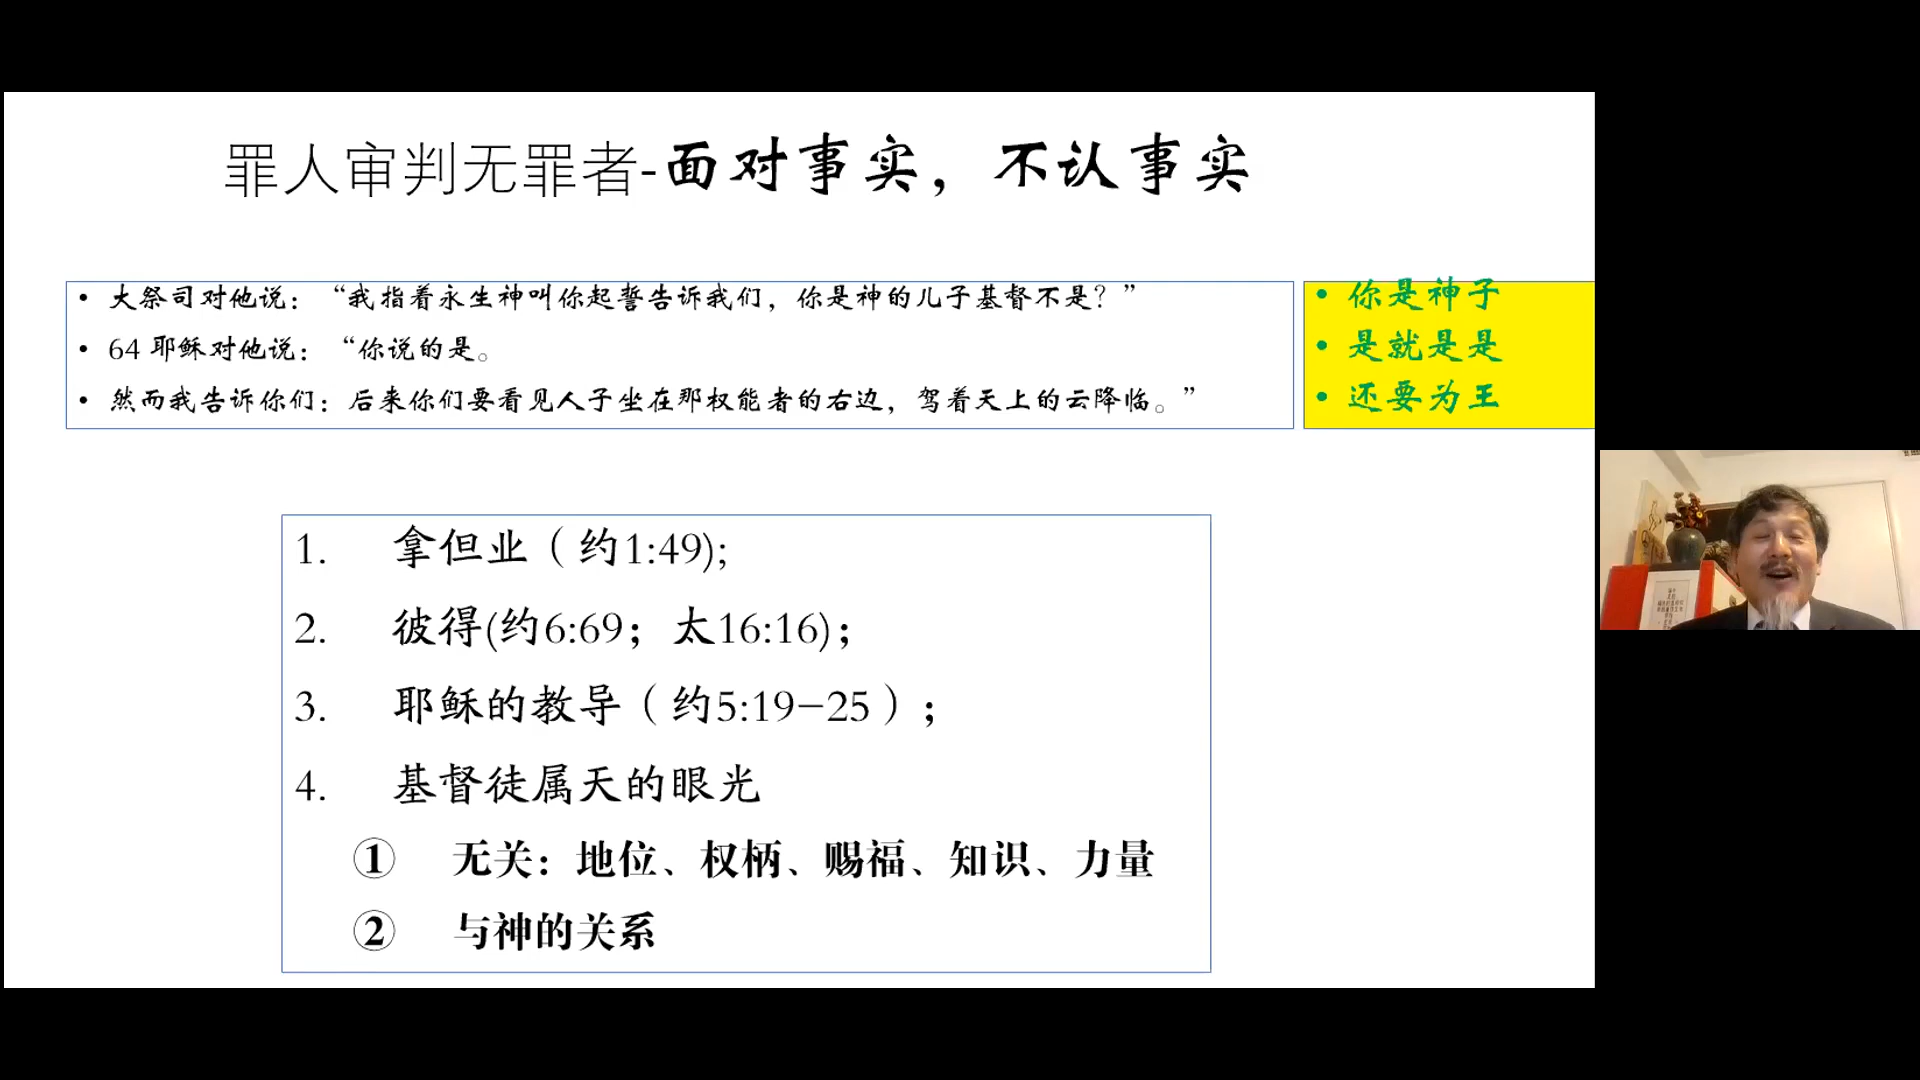 罪人审判无罪者-面对事实，不认事实
• 大祭司对他说：“我指着永生神叫你起誓告诉我们，你是神的儿子基督不是？”
• 64 耶稣对他说：“你说的是。
• 然而我告诉你们：后来你们要看见人子坐在那权能者的右边，驾着天上的云降临。”
• 你是神子
• 是就是是
• 还要为王
1. 拿但业（约1:49);
2. 彼得(约6:69；太16:16)；
3. 耶稣的教导（约5:19-25）；
4. 基督徒属天的眼光
① 无关：地位、权柄、赐福、知识、力量
② 与神的关系